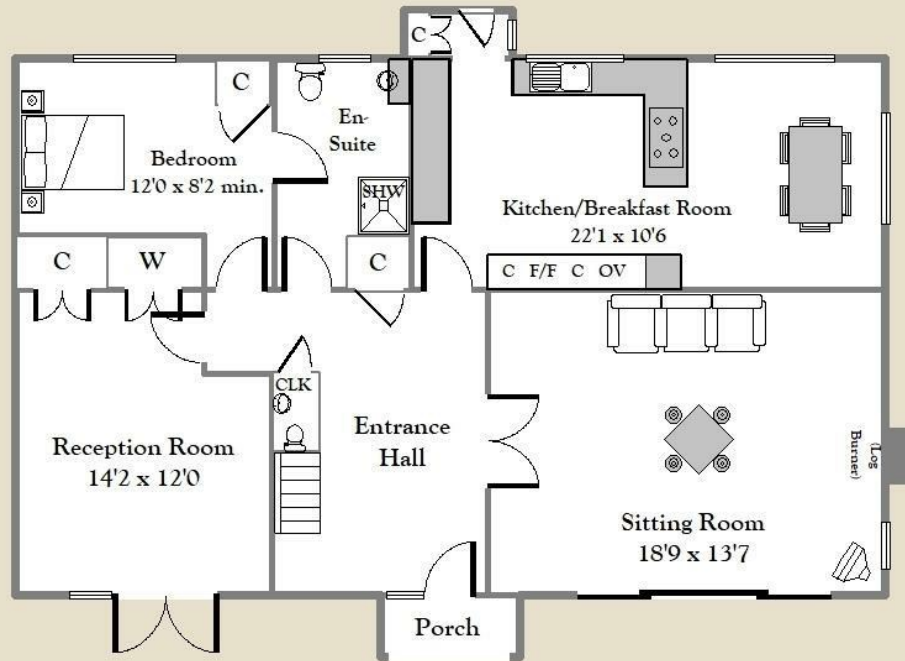 C
C
En-
Suite
Bedroom
12'0 x 8'2 min.
SHW
Kitchen/Breakfast Room
22'1 x 10'6
C
W
C
C F/F C OV
CLK
Reception Room
14'2 x 12'0
Entrance
Hall
(Log
Burner)
Sitting Room
18'9 x 13'7
Porch